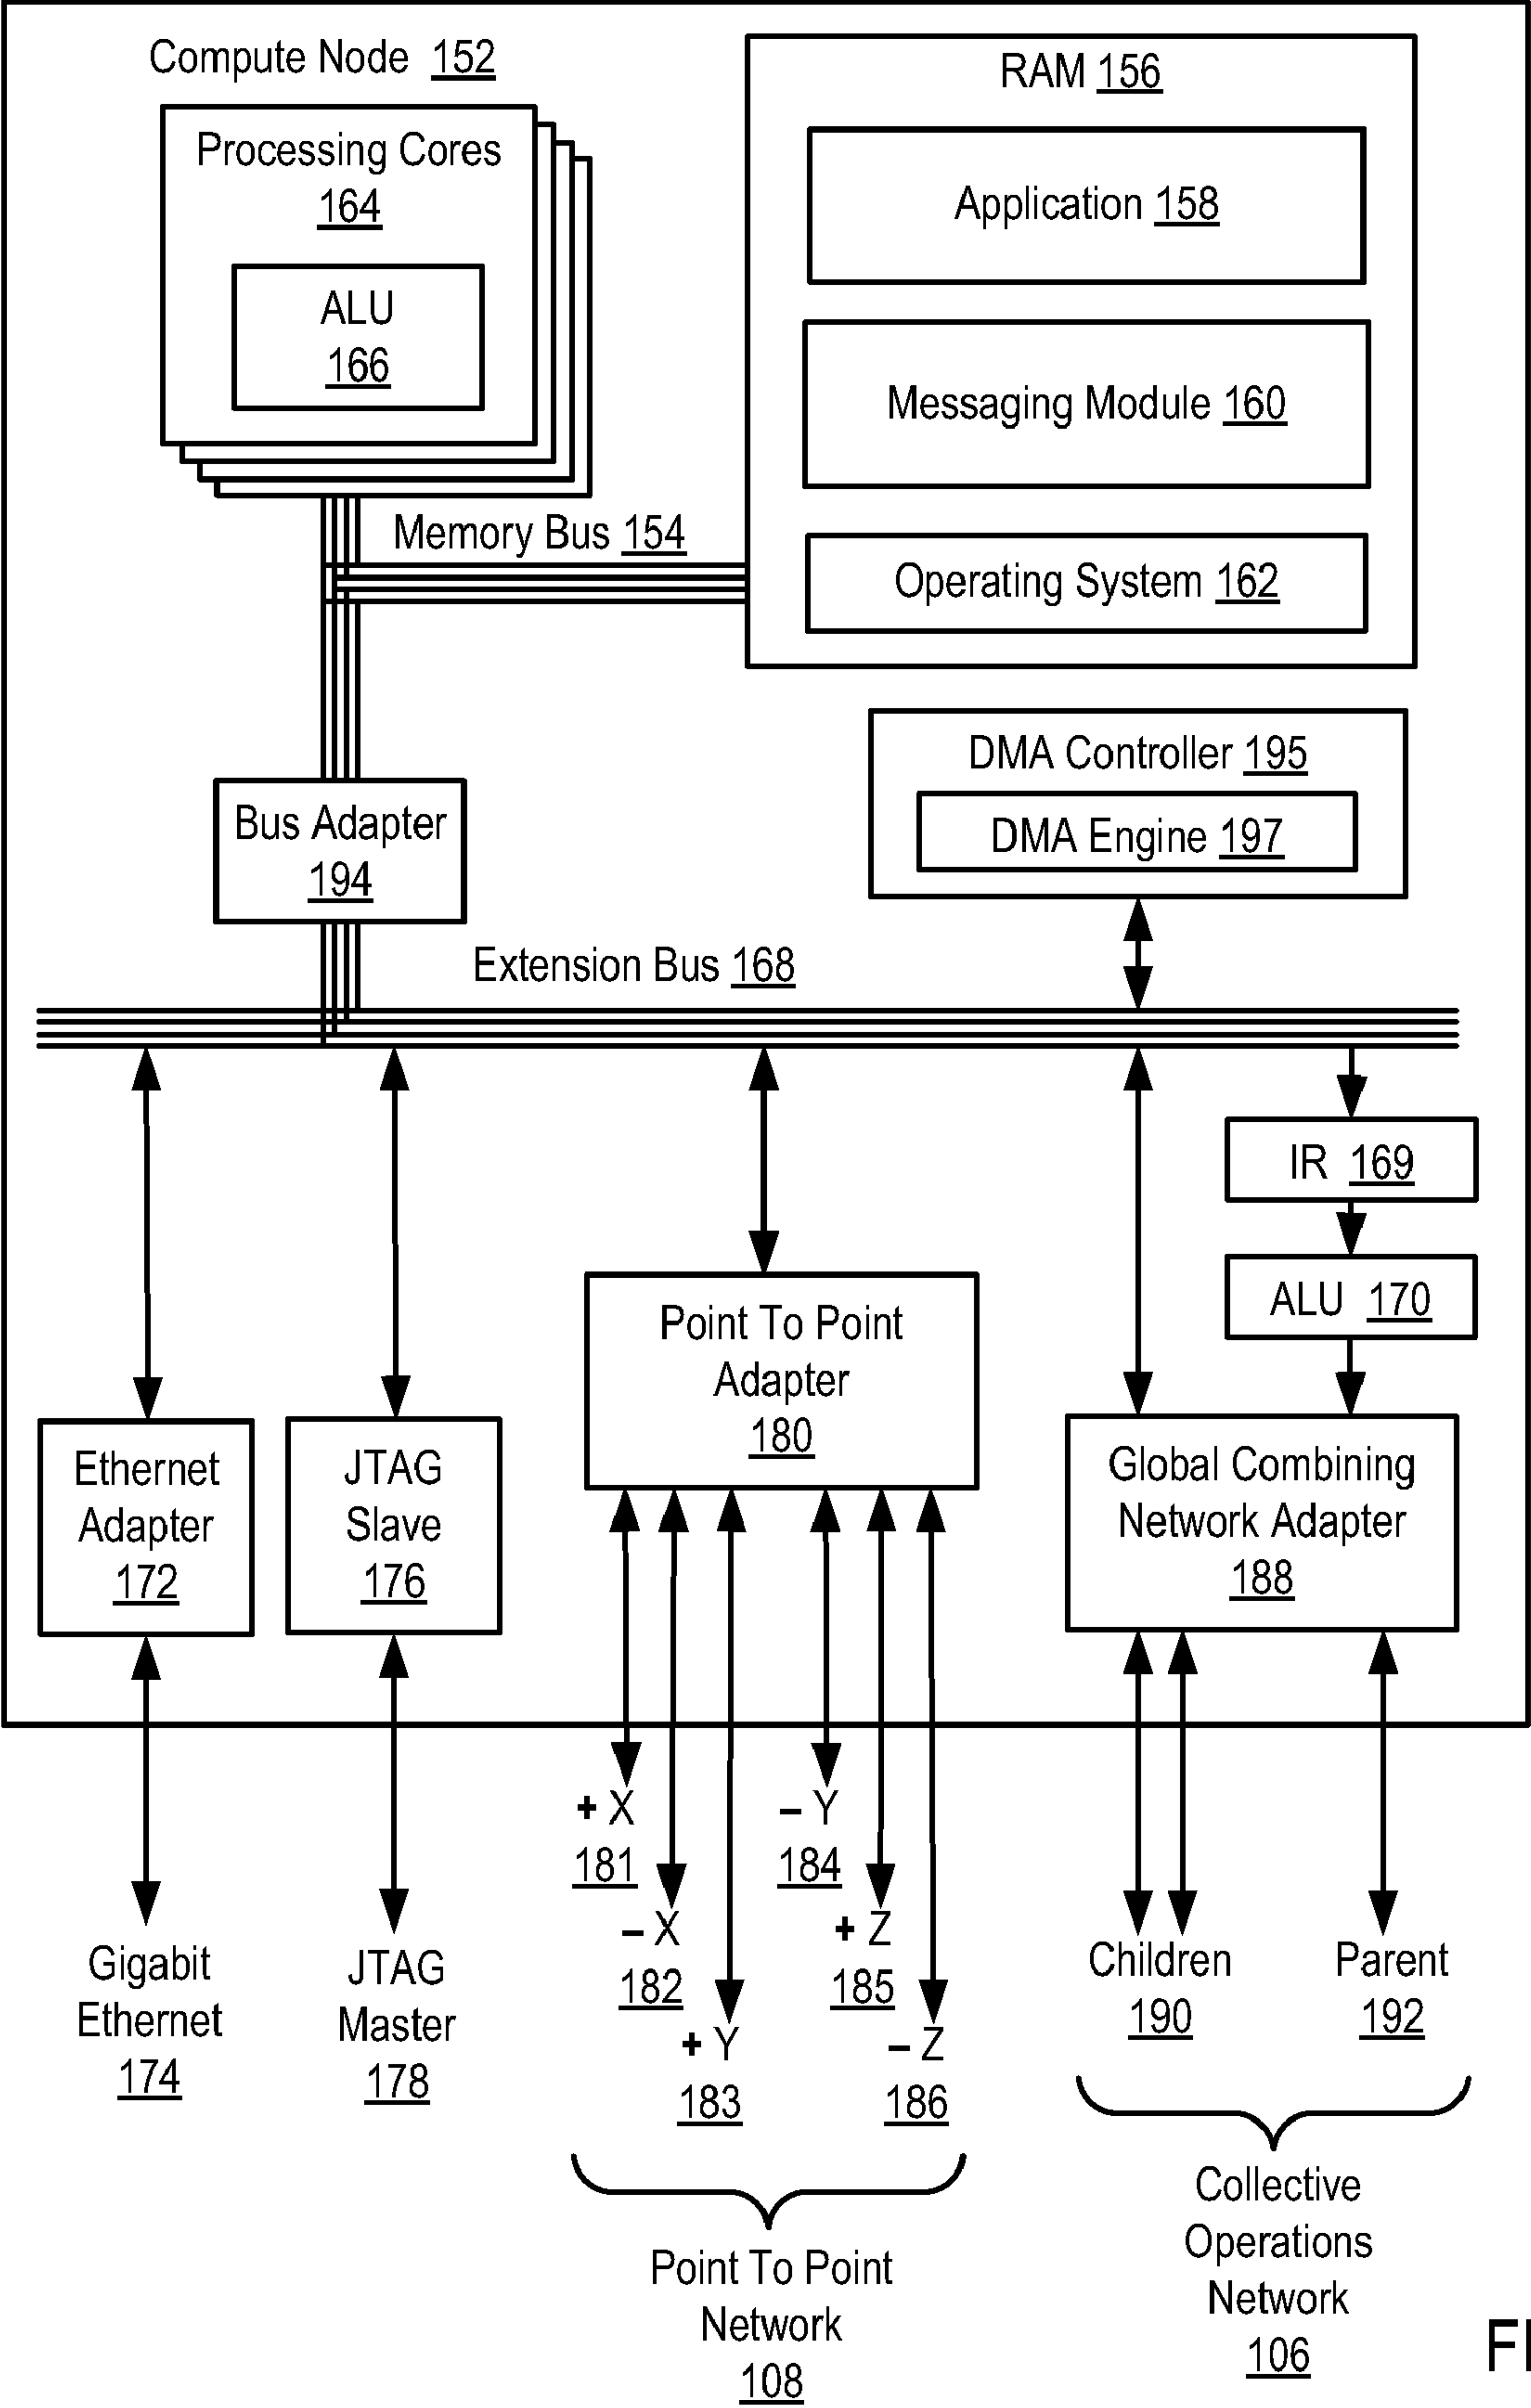 Compute Node 152
Processing Cores
164
ALU
166
RAM 156
Application 158
Messaging Module 160
Operating System 162
Memory Bus 154
DMA Controller 195
DMA Engine 197
Bus Adapter
194
Extension Bus 168
IR 169
ALU 170
Point To Point
Adapter
180
Ethernet
Adapter
172
JTAG
Slave
176
Global Combining
Network Adapter
188
+ X
181
– X
182
+ Y
183
– Y
184
+ Z
185
– Z
186
Gigabit
Ethernet
174
JTAG
Master
178
Children
190
Parent
192
Point To Point
Network
108
Collective
Operations
Network
106
FI